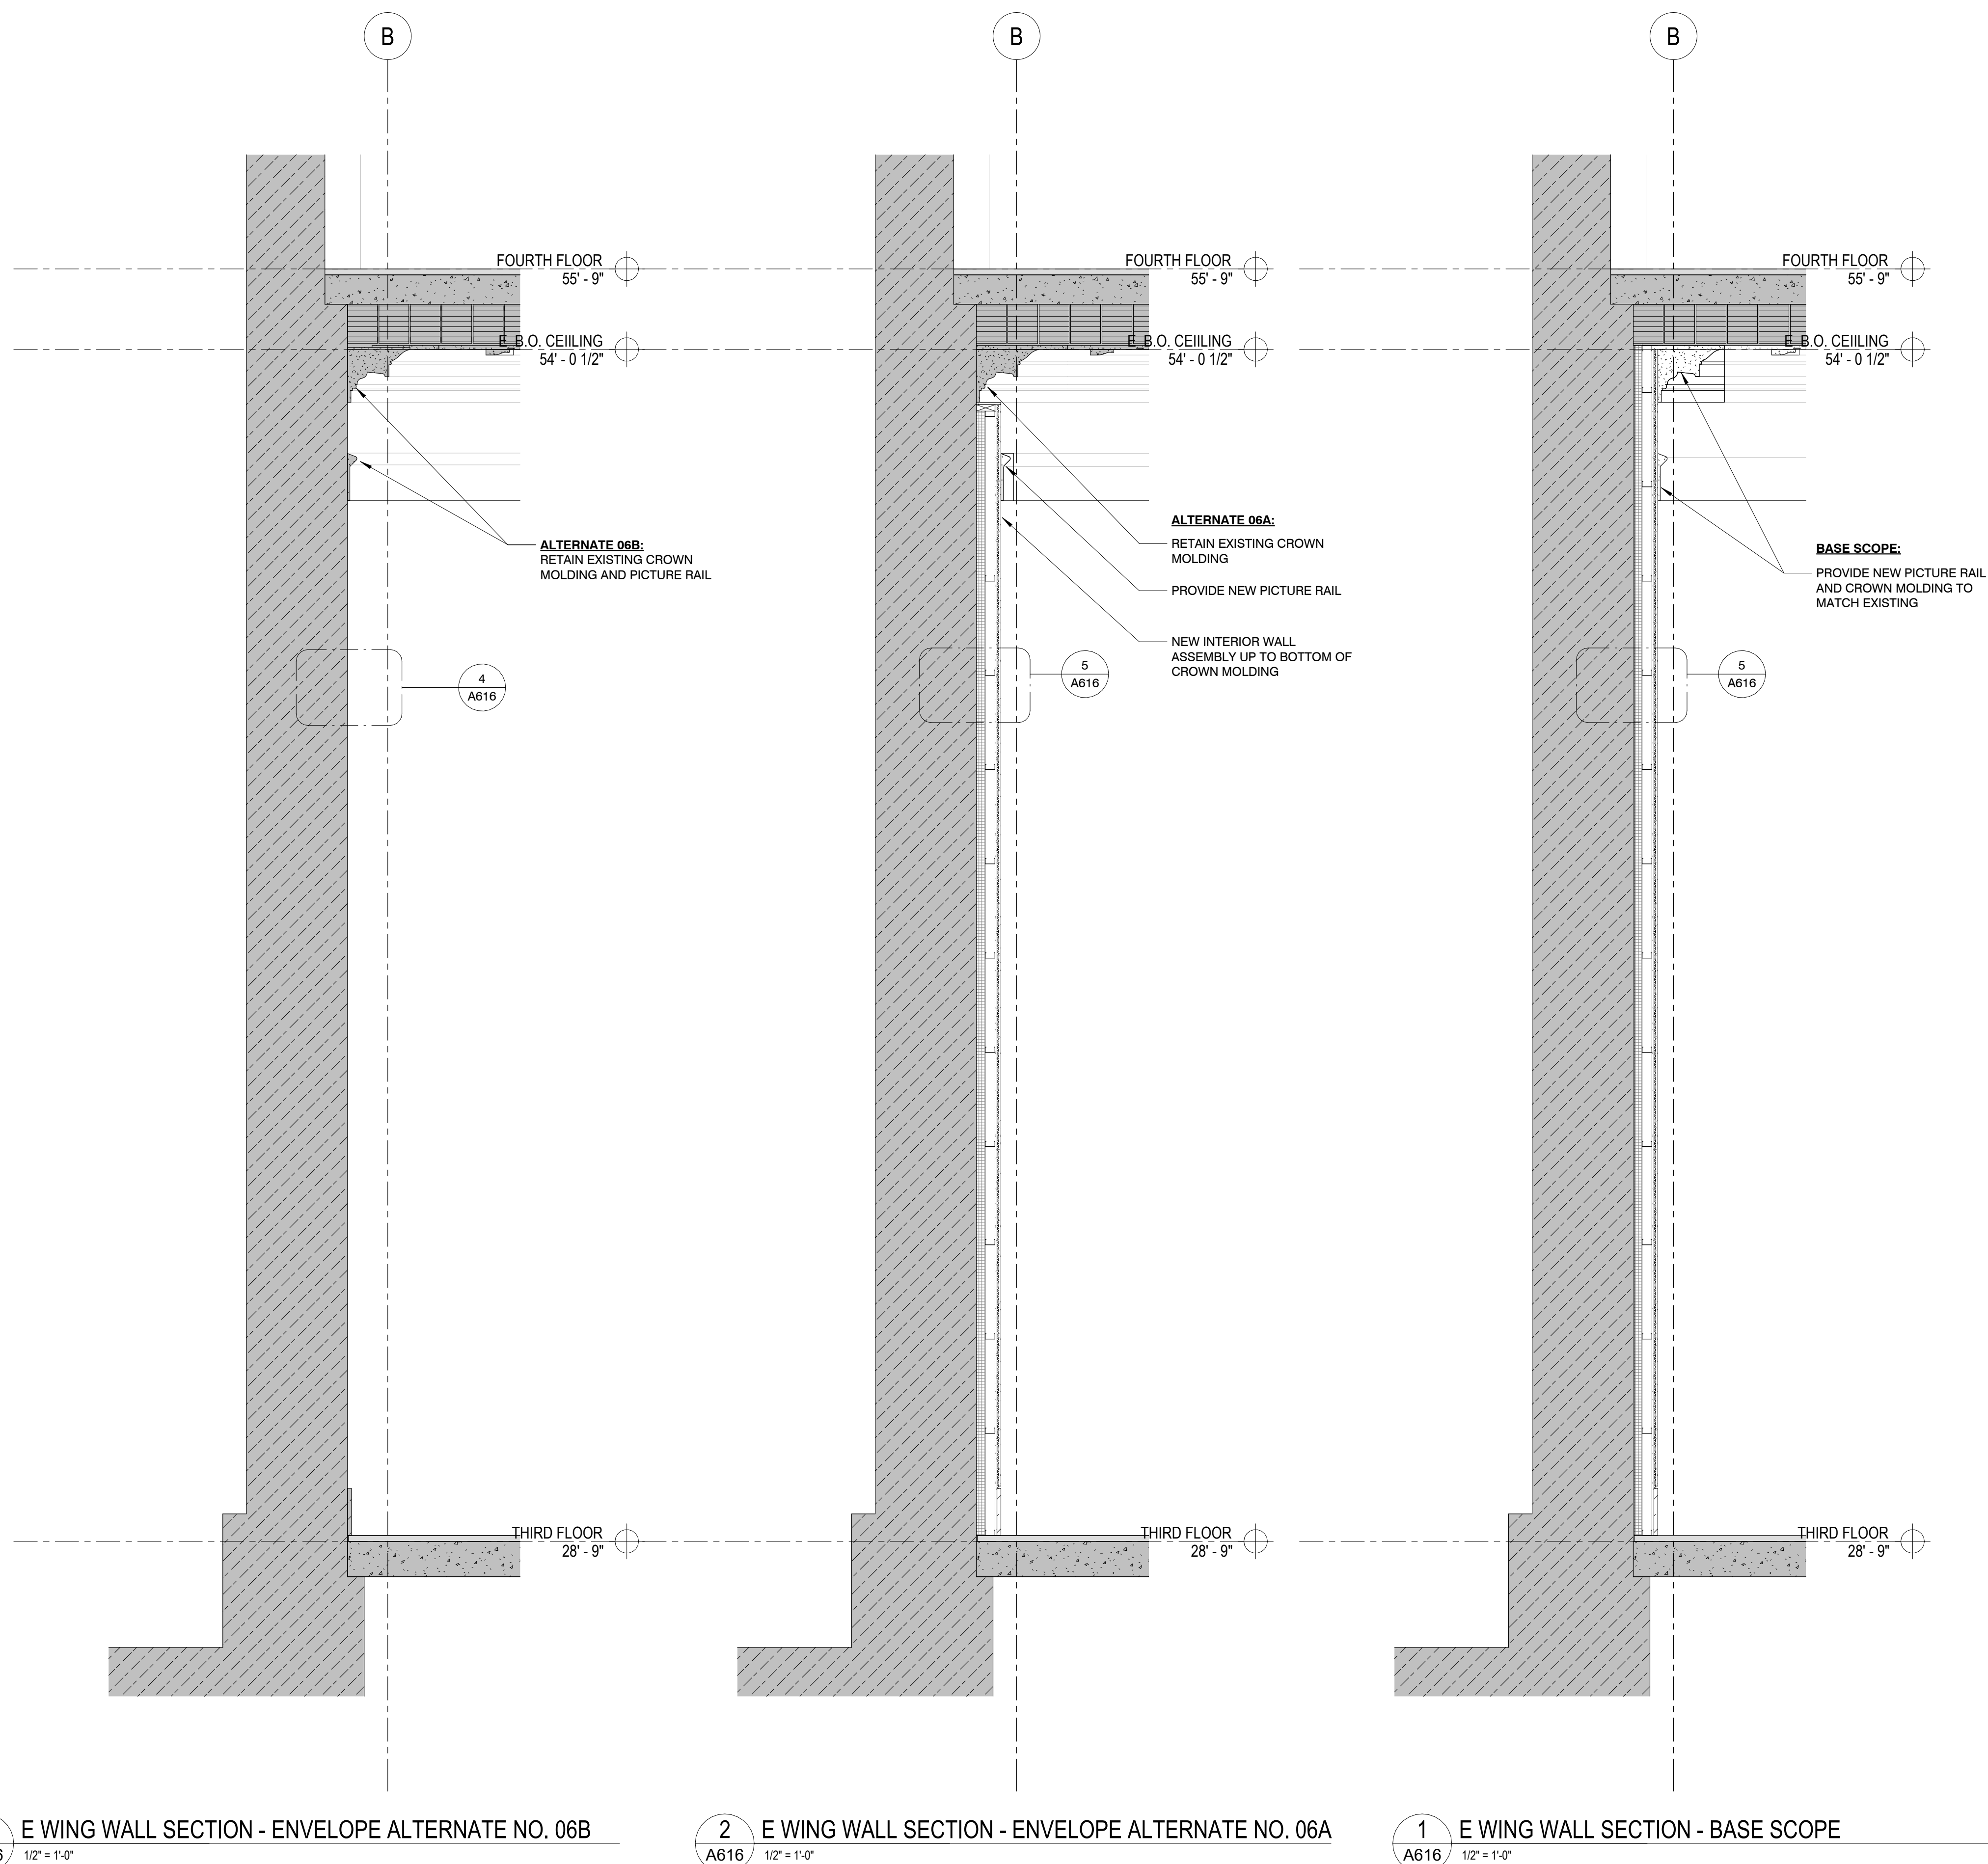 B
FOURTH FLOOR
55' - 9"
E B.O. CEIILING
54' - 0 1/2"
ALTERNATE 06B:
RETAIN EXISTING CROWN
MOLDING AND PICTURE RAIL
4
A616
THIRD FLOOR
28' - 9"
E WING WALL SECTION - ENVELOPE ALTERNATE NO. 06B
1/2" = 1'-0"
B
FOURTH FLOOR
55' - 9"
E B.O. CEIILING
54' - 0 1/2"
ALTERNATE 06A:
RETAIN EXISTING CROWN
MOLDING
PROVIDE NEW PICTURE RAIL
NEW INTERIOR WALL
ASSEMBLY UP TO BOTTOM OF
CROWN MOLDING
5
A616
THIRD FLOOR
28' - 9"
2
A616
E WING WALL SECTION - ENVELOPE ALTERNATE NO. 06A
1/2" = 1'-0"
B
FOURTH FLOOR
55' - 9"
E B.O. CEIILING
54' - 0 1/2"
BASE SCOPE:
PROVIDE NEW PICTURE RAIL
AND CROWN MOLDING TO
MATCH EXISTING
5
A616
THIRD FLOOR
28' - 9"
1
A616
E WING WALL SECTION - BASE SCOPE
1/2" = 1'-0"